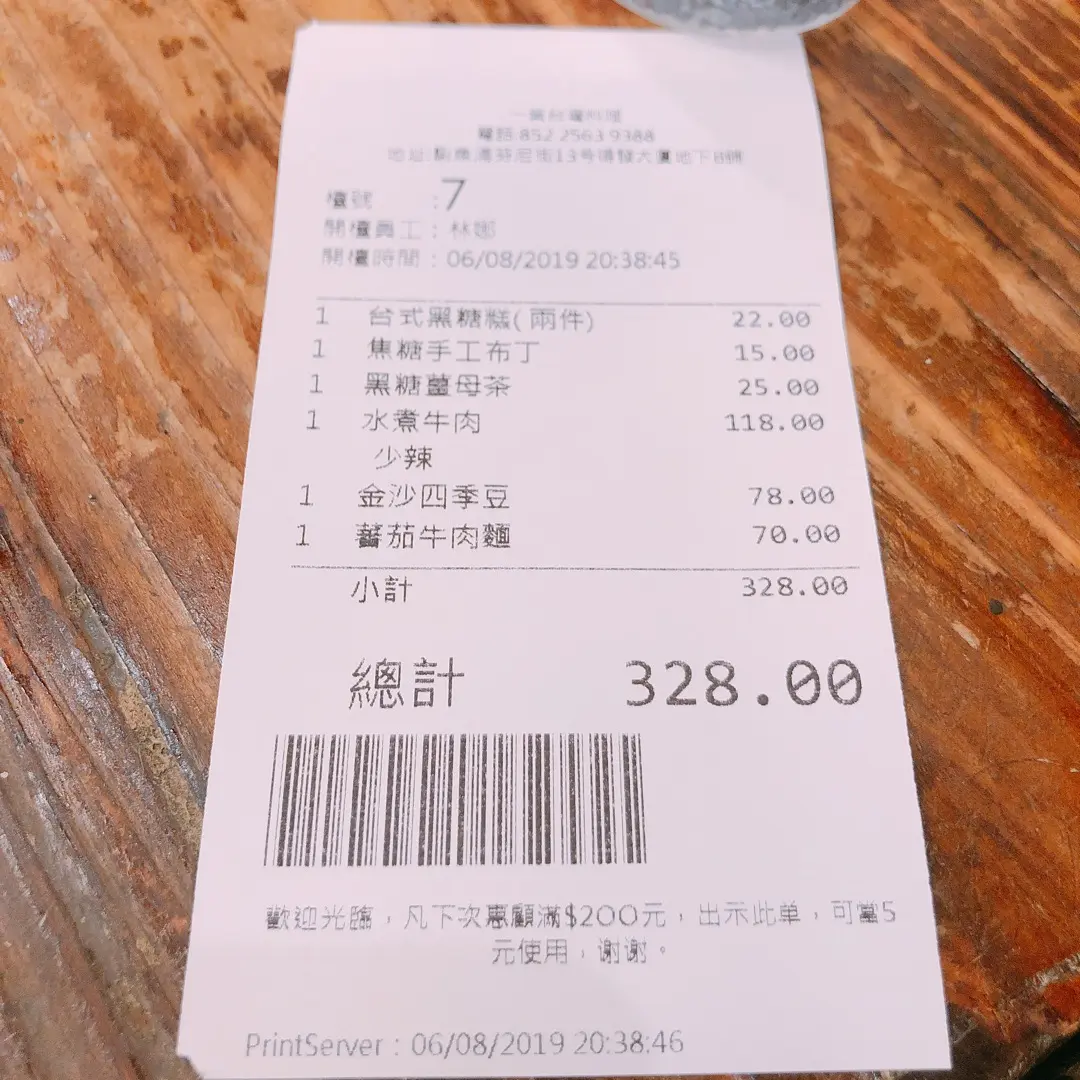 電話:852 2563 9388
檯號 :7
開檯員工：林娜
開檯時間：06/08/2019 20:38:45
1 台式黑糖糕(兩件) 22.00
1 焦糖手工布丁 15.00
1 黑糖薑母茶 25.00
1 水煮牛肉 118.00
少辣
1 金沙四季豆 78.00
1 蕃茄牛肉麵 70.00
小計 328.00
總計 328.00
歡迎光臨，凡下次惠顧滿$200元，出示此单，可當5
元使用，谢谢。
PrintServer：06/08/2019 20:38:46